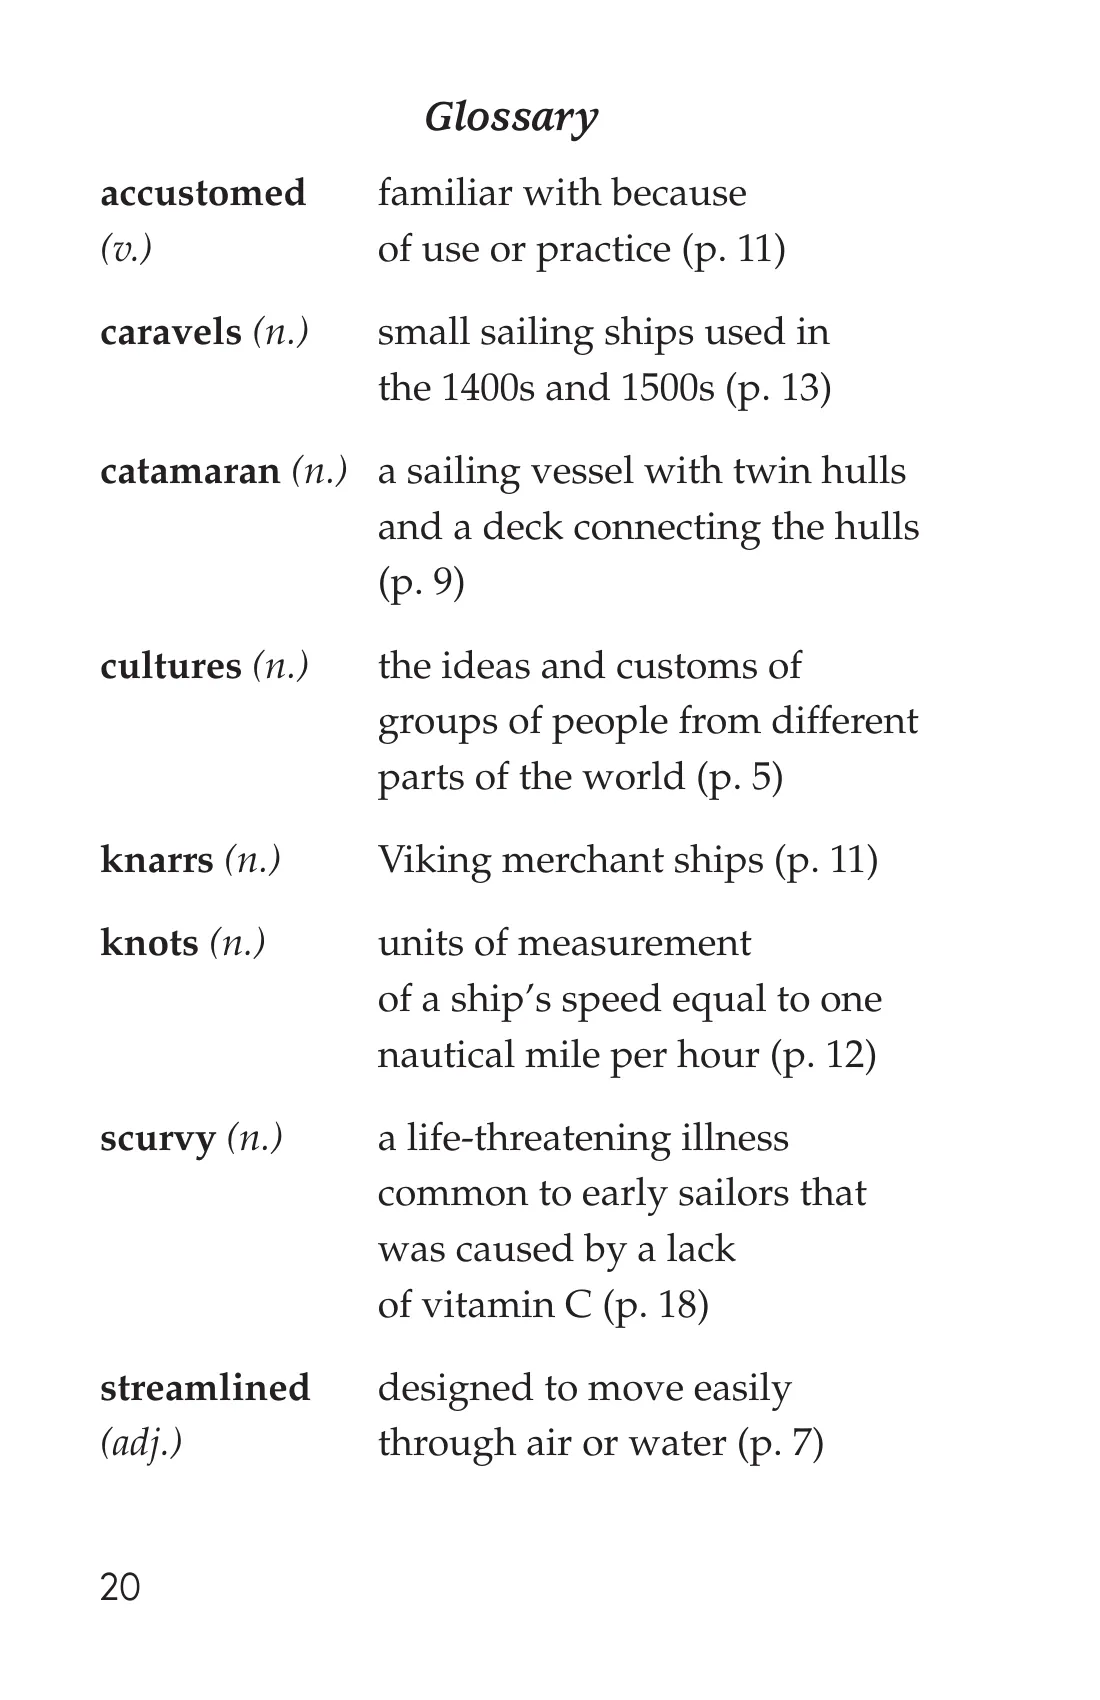 Glossary
accustomed familiar with because
(v.) of use or practice (p. 11)
caravels (n.) small sailing ships used in
the 1400s and 1500s (p. 13)
catamaran (n.) a sailing vessel with twin hulls
and a deck connecting the hulls
(p. 9)
cultures (n.) the ideas and customs of
groups of people from different
parts of the world (p. 5)
knarrs (n.) Viking merchant ships (p. 11)
knots (n.) units of measurement
of a ship’s speed equal to one
nautical mile per hour (p. 12)
scurvy (n.) a life-threatening illness
common to early sailors that
was caused by a lack
of vitamin C (p. 18)
streamlined designed to move easily
(adj.) through air or water (p. 7)
20